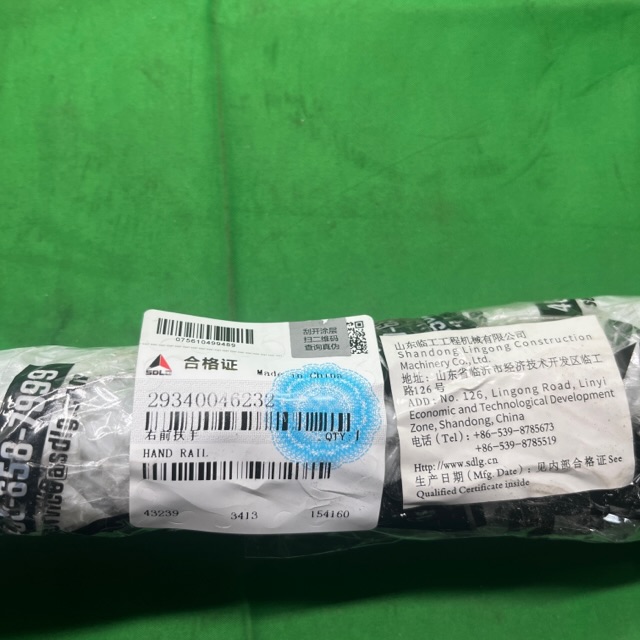 075610499469
刮开涂层
扫二维码
查询真伪
SDLG
合格证
Made in China
29340046232
右前扶手
QTY 1
HAND RAIL
43239 3413 154160
山东临工工程机械有限公司
Shandong Lingong Construction
Machinery Co., Ltd.
地址:山东省临沂市经济技术开发区临工
路126号
ADD: No. 126, Lingong Road, Linyi
Economic and Technological Development
Zone, Shandong, China
电话(Tel): +86-539-8785673
+86-539-8785519
Http://www.sdlg.cn
生产日期(Mfg. Date): 见内部合格证See
Qualified Certificate inside
-658-7999
@sdlg